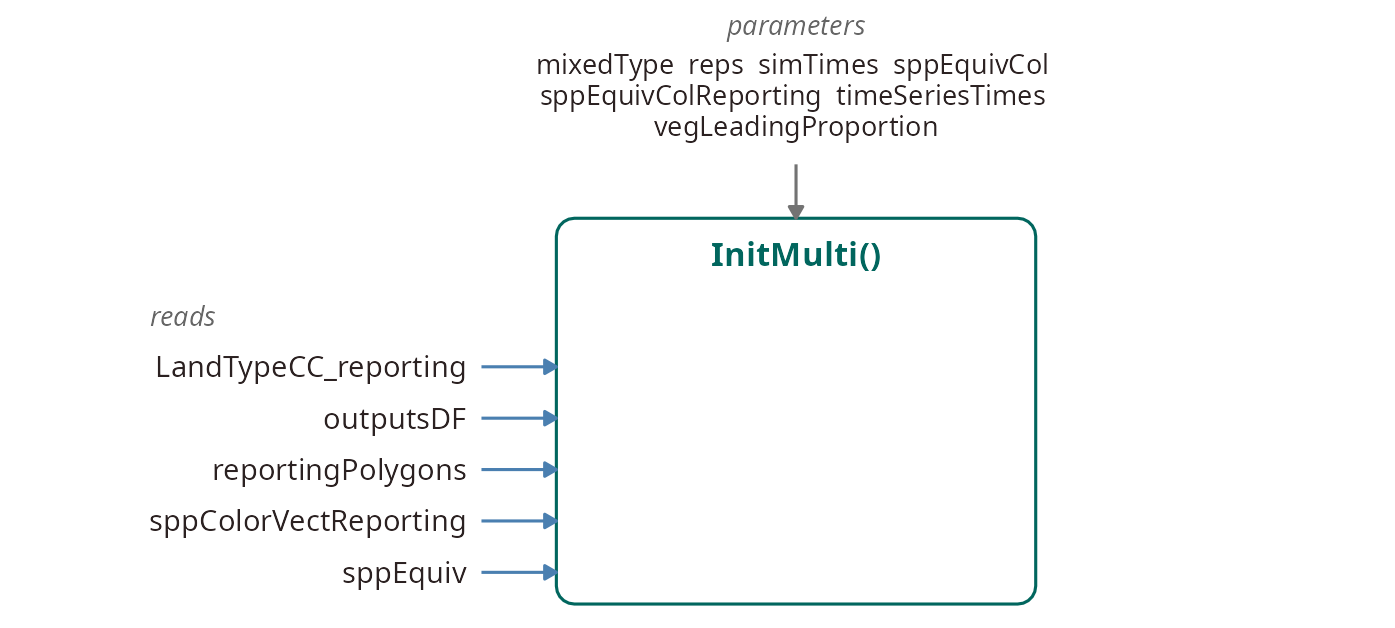 parameters
mixedType reps simTimes sppEquivCol
sppEquivColReporting timeSeriesTimes
vegLeadingProportion
InitMulti()
reads
LandTypeCC_reporting
outputsDF
reportingPolygons
sppColorVectReporting
sppEquiv